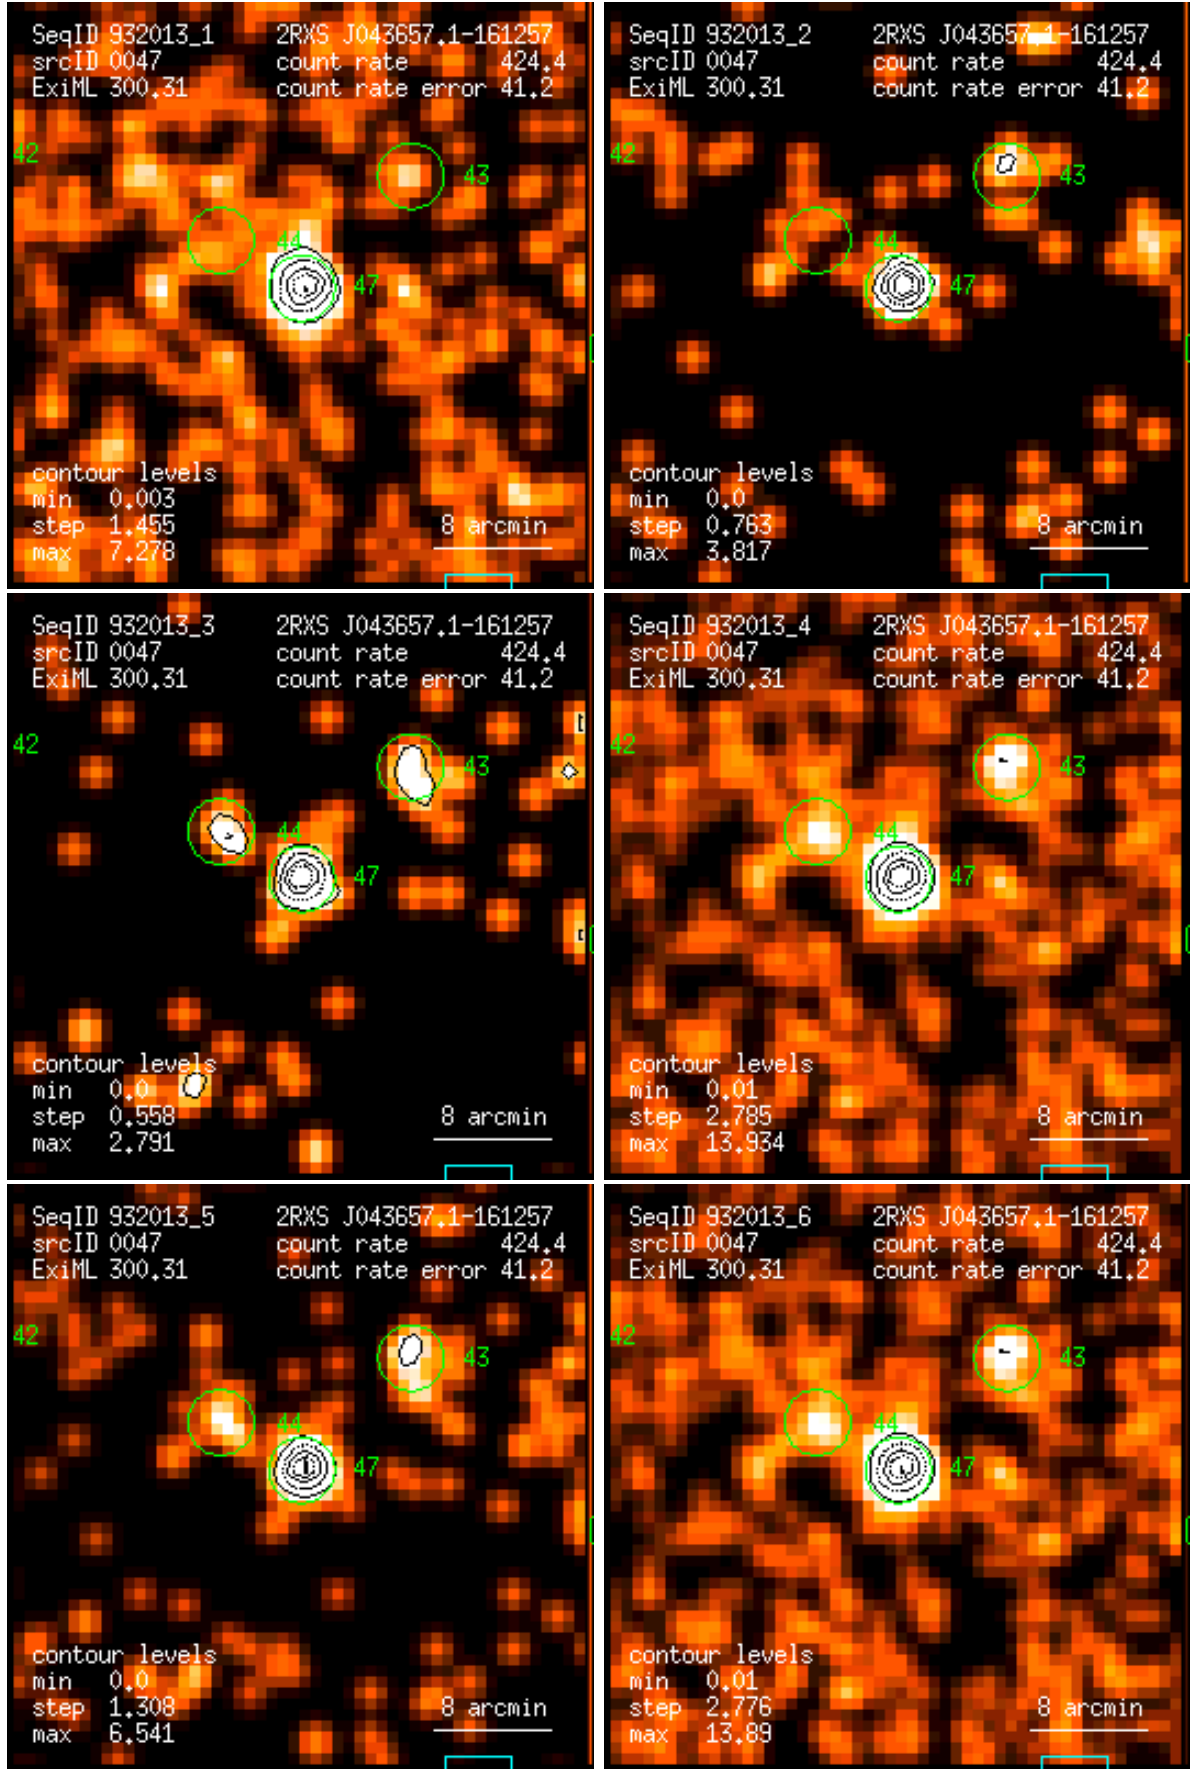 SeqID 932013_1 2RXS J043657.1-161257
srcID 0047 count rate 424.4
ExiML 300.31 count rate error 41.2
42
43
44
47
contour levels
min 0.003
step 1.455 8 arcmin
max 7.278
SeqID 932013_2 2RXS J043657.1-161257
srcID 0047 count rate 424.4
ExiML 300.31 count rate error 41.2
42
43
44
47
contour levels
min 0.0
step 0.763 8 arcmin
max 3.817
SeqID 932013_3 2RXS J043657.1-161257
srcID 0047 count rate 424.4
ExiML 300.31 count rate error 41.2
42
43
44
47
contour levels
min 0.0
step 0.558 8 arcmin
max 2.791
SeqID 932013_4 2RXS J043657.1-161257
srcID 0047 count rate 424.4
ExiML 300.31 count rate error 41.2
42
43
44
47
contour levels
min 0.01
step 2.785 8 arcmin
max 13.934
SeqID 932013_5 2RXS J043657.1-161257
srcID 0047 count rate 424.4
ExiML 300.31 count rate error 41.2
42
43
44
47
contour levels
min 0.0
step 1.308 8 arcmin
max 6.541
SeqID 932013_6 2RXS J043657.1-161257
srcID 0047 count rate 424.4
ExiML 300.31 count rate error 41.2
42
43
44
47
contour levels
min 0.01
step 2.776 8 arcmin
max 13.89